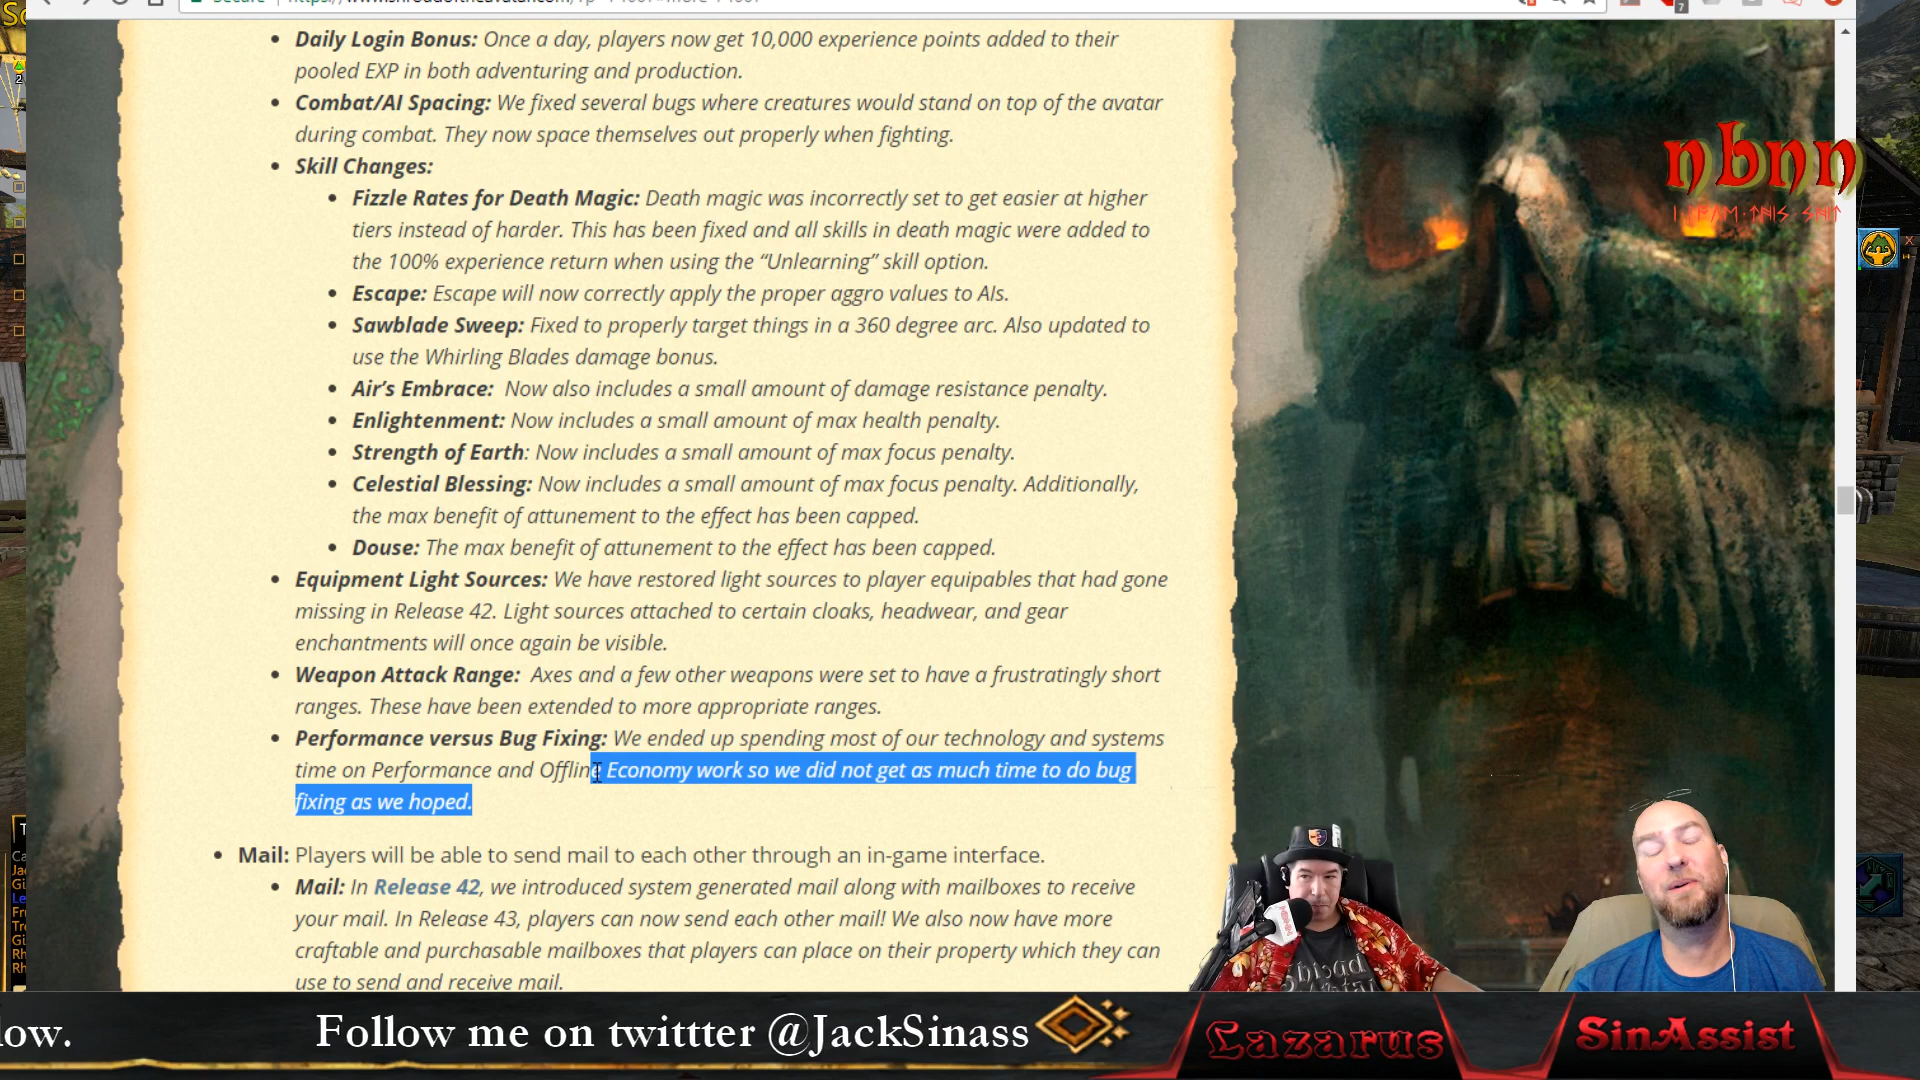 Secure
Daily Login Bonus: Once a day, players now get 10,000 experience points added to their
pooled EXP in both adventuring and production.
Combat/AI Spacing: We fixed several bugs where creatures would stand on top of the avatar
during combat. They now space themselves out properly when fighting.
Skill Changes:
Fizzle Rates for Death Magic: Death magic was incorrectly set to get easier at higher
tiers instead of harder. This has been fixed and all skills in death magic were added to
the 100% experience return when using the “Unlearning” skill option.
Escape: Escape will now correctly apply the proper aggro values to AIs.
Sawblade Sweep: Fixed to properly target things in a 360 degree arc. Also updated to
use the Whirling Blades damage bonus.
Air’s Embrace: Now also includes a small amount of damage resistance penalty.
Enlightenment: Now includes a small amount of max health penalty.
Strength of Earth: Now includes a small amount of max focus penalty.
Celestial Blessing: Now includes a small amount of max focus penalty. Additionally,
the max benefit of attunement to the effect has been capped.
Douse: The max benefit of attunement to the effect has been capped.
Equipment Light Sources: We have restored light sources to player equipables that had gone
missing in Release 42. Light sources attached to certain cloaks, headwear, and gear
enchantments will once again be visible.
Weapon Attack Range: Axes and a few other weapons were set to have a frustratingly short
ranges. These have been extended to more appropriate ranges.
Performance versus Bug Fixing: We ended up spending most of our technology and systems
time on Performance and Offline Economy work so we did not get as much time to do bug
fixing as we hoped.
Mail: Players will be able to send mail to each other through an in-game interface.
Mail: In Release 42, we introduced system generated mail along with mailboxes to receive
your mail. In Release 43, players can now send each other mail! We also now have more
craftable and purchasable mailboxes that players can place on their property which they can
use to send and receive mail.
nbnn
low.
Follow me on twittter @JackSinass
Lazarus
SinAssist